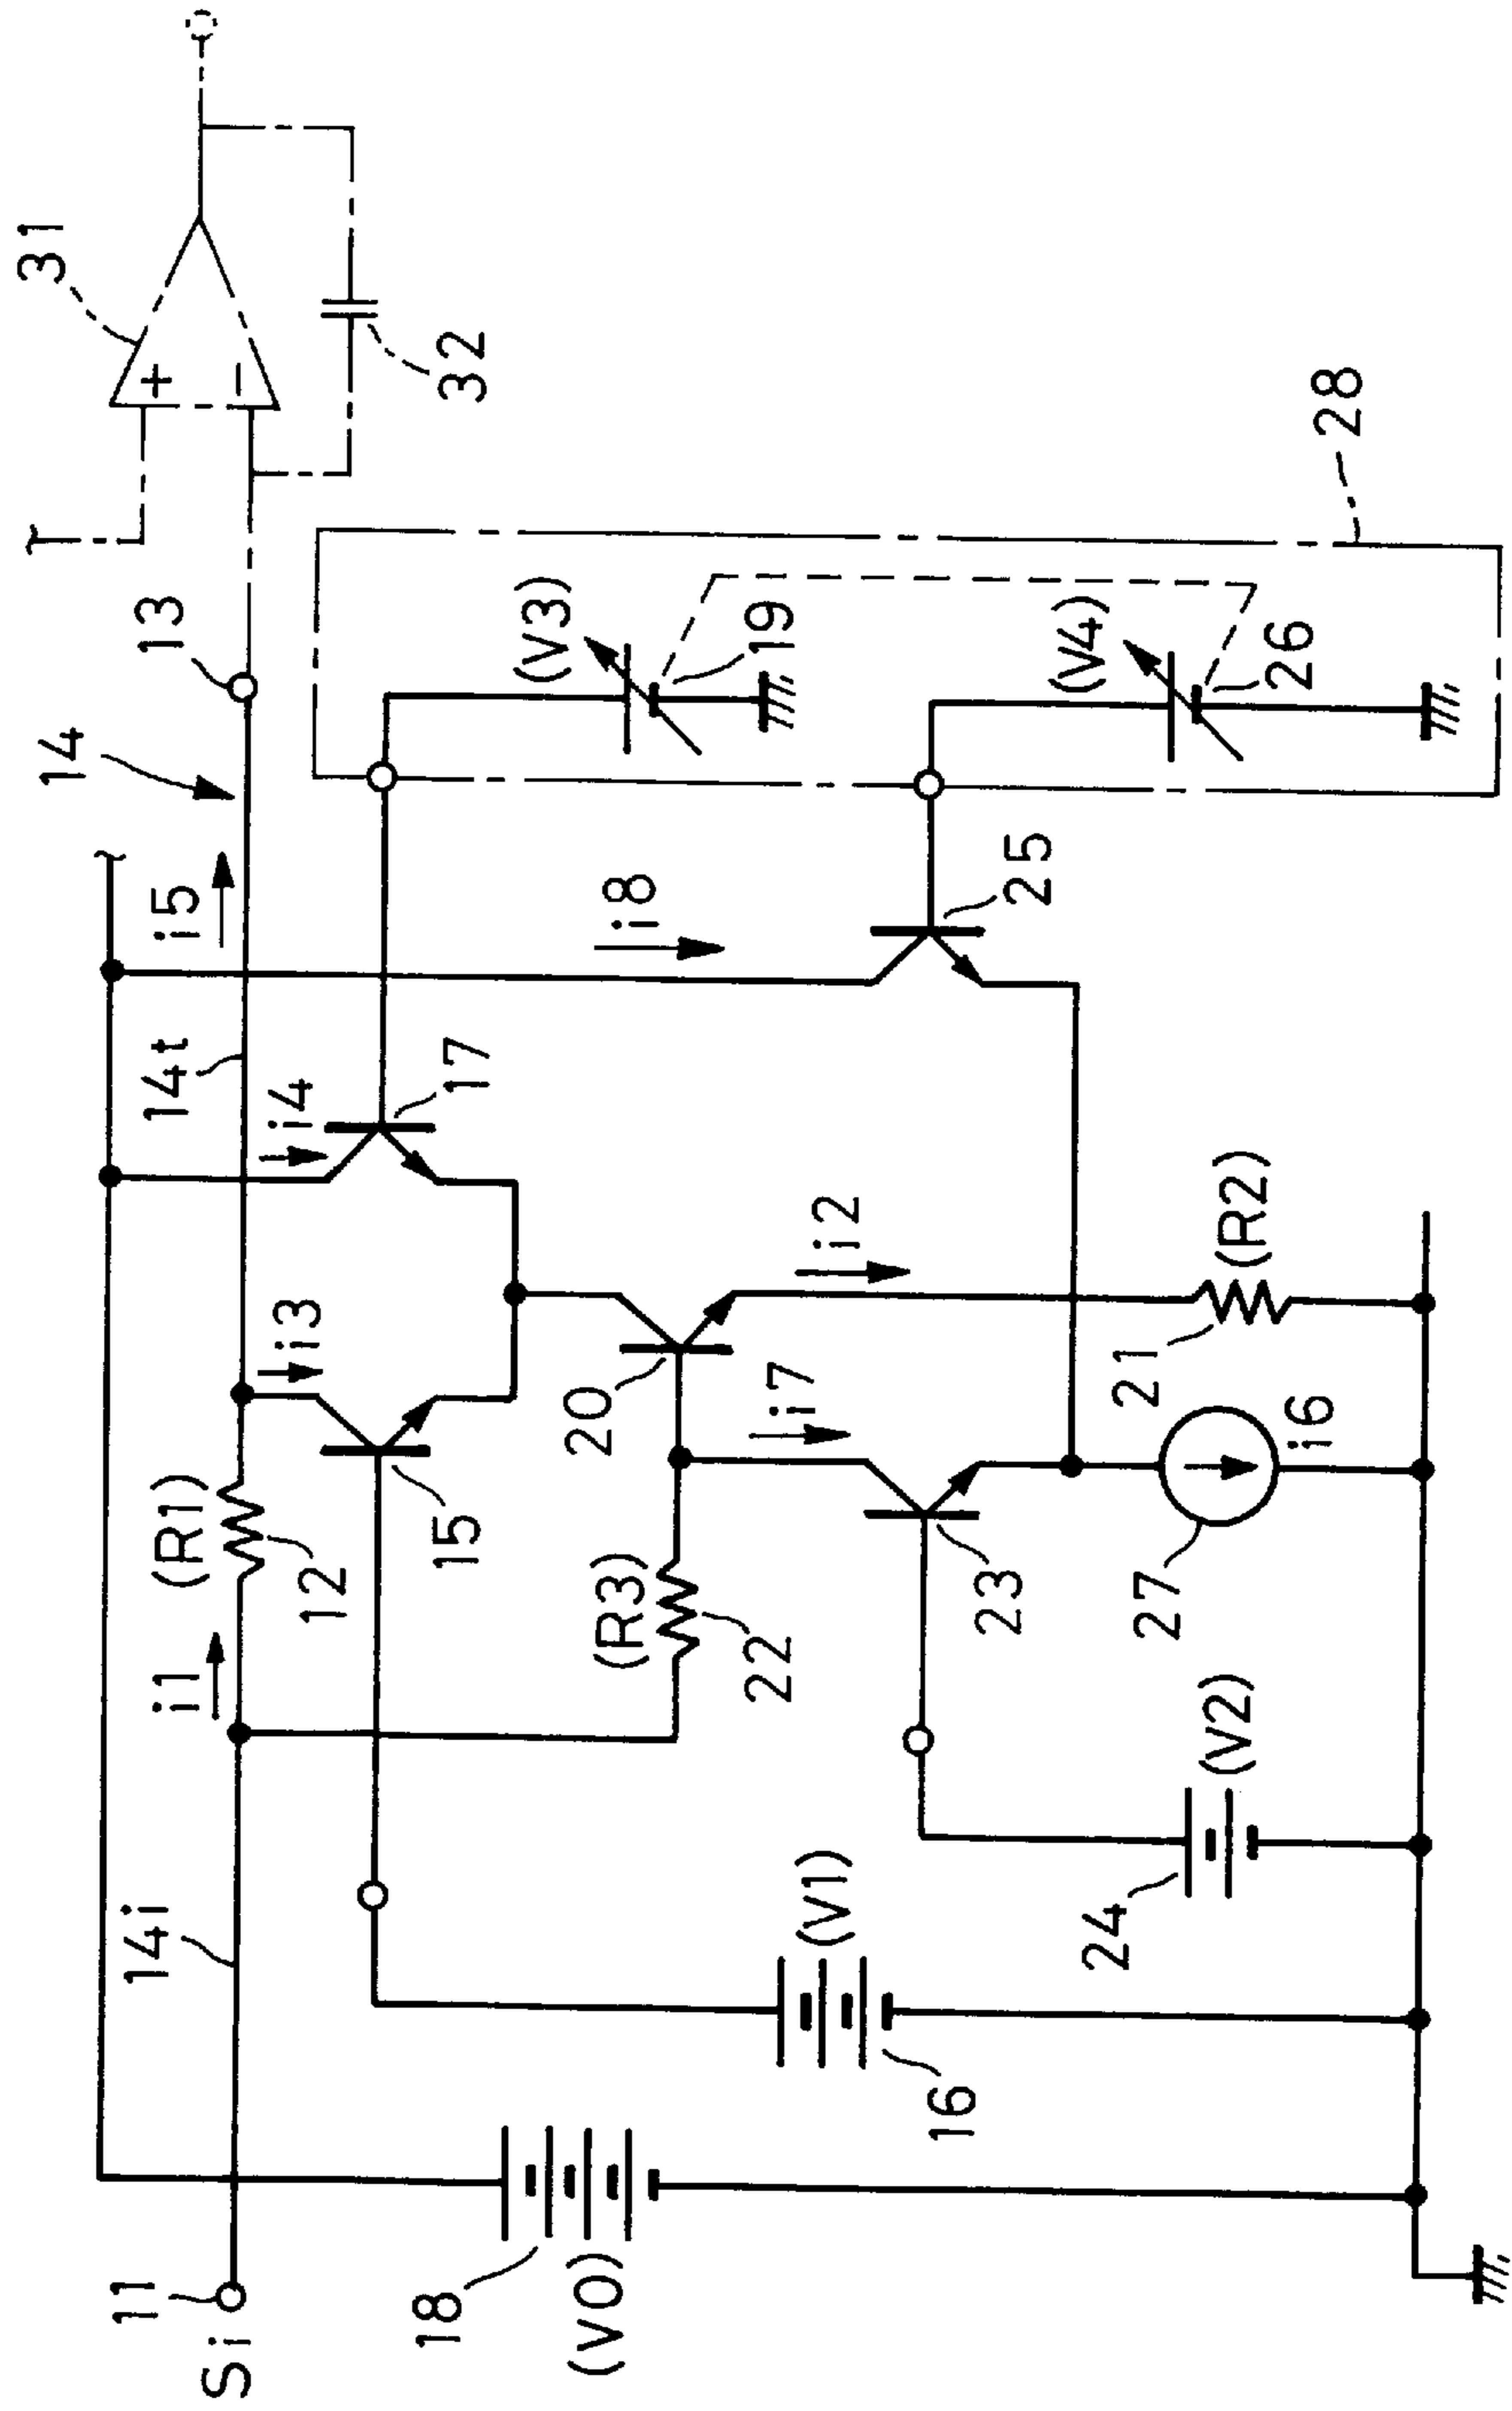 Si
11
14i
i1
(R1)
12
i3
14t
i5
14
13
31
+
−
32
i4
17
15
(R3)
22
20
i7
i2
i8
25
(V3)
19
(V4)
26
28
18
(V0)
16
(V1)
24
(V2)
23
27
i6
21
(R2)